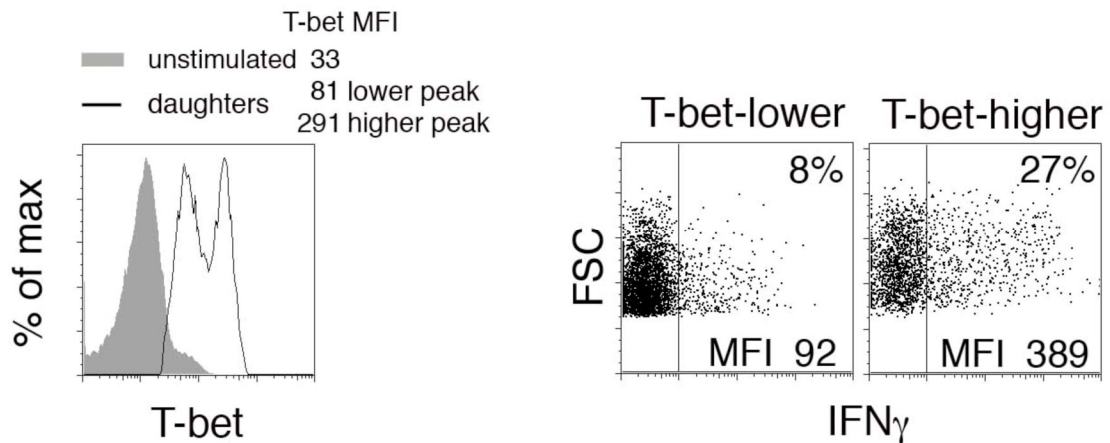 T-bet MFI
unstimulated 33
daughters 81 lower peak
291 higher peak
% of max
T-bet
T-bet-lower
T-bet-higher
8%
27%
FSC
MFI 92
MFI 389
IFNγ